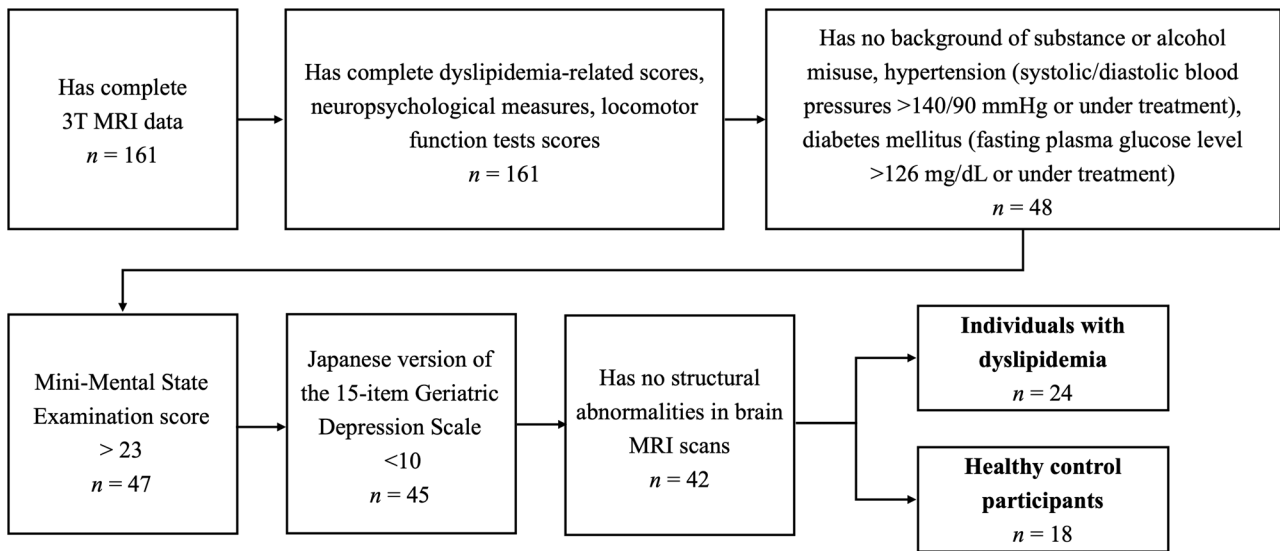 Has complete
3T MRI data
n = 161
Has complete dyslipidemia-related scores,
neuropsychological measures, locomotor
function tests scores
n = 161
Has no background of substance or alcohol
misuse, hypertension (systolic/diastolic blood
pressures >140/90 mmHg or under treatment),
diabetes mellitus (fasting plasma glucose level
>126 mg/dL or under treatment)
n = 48
Mini-Mental State
Examination score
> 23
n = 47
Japanese version of
the 15-item Geriatric
Depression Scale
<10
n = 45
Has no structural
abnormalities in brain
MRI scans
n = 42
Individuals with
dyslipidemia
n = 24
Healthy control
participants
n = 18